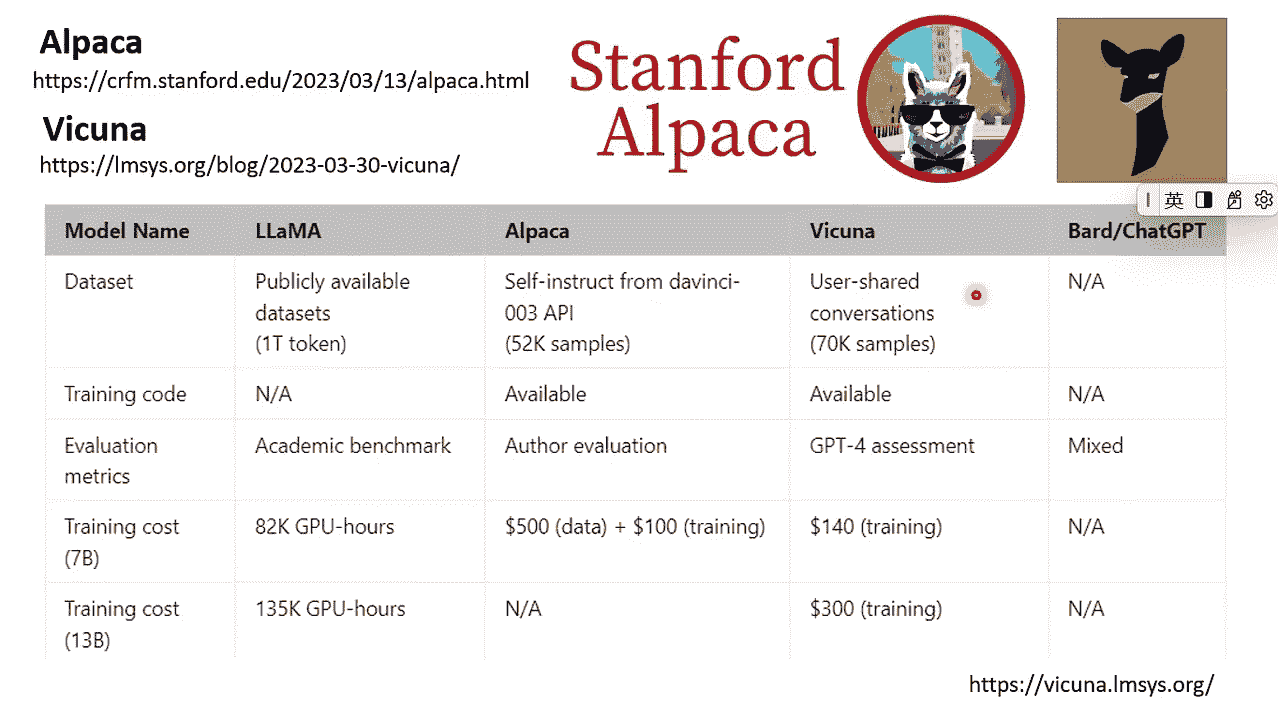 Alpaca
https://crfm.stanford.edu/2023/03/13/alpaca.html
Vicuna
https://lmsys.org/blog/2023-03-30-vicuna/
Stanford
Alpaca
英
Model Name LLaMA Alpaca Vicuna Bard/ChatGPT
Dataset Publicly available Self-instruct from davinci- User-shared N/A
datasets 003 API conversations
(1T token) (52K samples) (70K samples)
Training code N/A Available Available N/A
Evaluation Academic benchmark Author evaluation GPT-4 assessment Mixed
metrics
Training cost 82K GPU-hours $500 (data) + $100 (training) $140 (training) N/A
(7B)
Training cost 135K GPU-hours N/A $300 (training) N/A
(13B)
https://vicuna.lmsys.org/